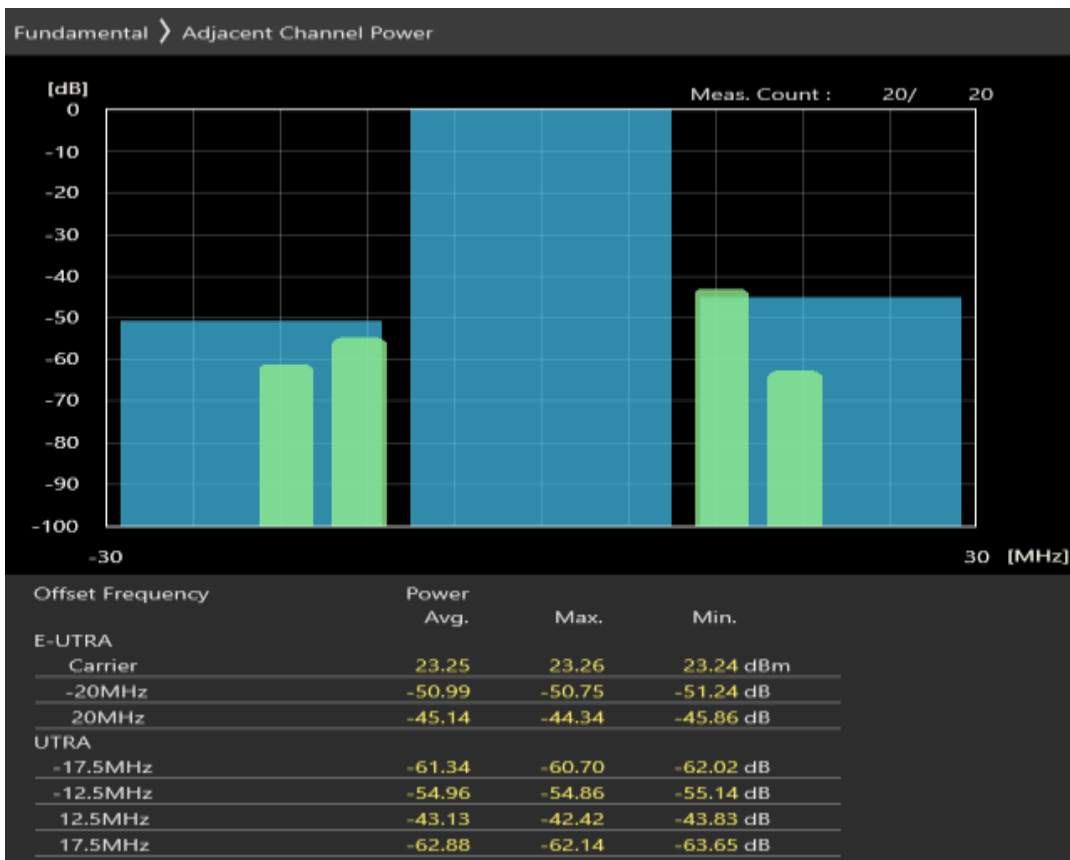 Fundamental ❯ Adjacent Channel Power
[dB]
Meas. Count : 20/ 20
0
-10
-20
-30
-40
-50
-60
-70
-80
-90
-100
-30 30 [MHz]
Offset Frequency Power
Avg. Max. Min.
E-UTRA
Carrier 23.25 23.26 23.24 dBm
-20MHz -50.99 -50.75 -51.24 dB
20MHz -45.14 -44.34 -45.86 dB
UTRA
-17.5MHz -61.34 -60.70 -62.02 dB
-12.5MHz -54.96 -54.86 -55.14 dB
12.5MHz -43.13 -42.42 -43.83 dB
17.5MHz -62.88 -62.14 -63.65 dB